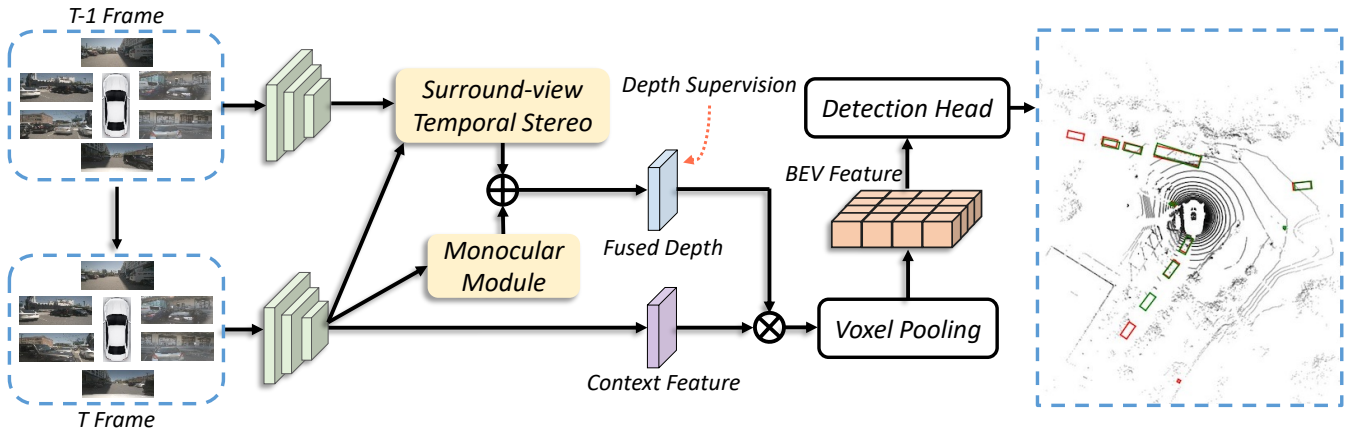 T-1 Frame
Surround-view
Temporal Stereo
Depth Supervision
Detection Head
BEV Feature
Monocular
Module
Fused Depth
Voxel Pooling
Context Feature
T Frame